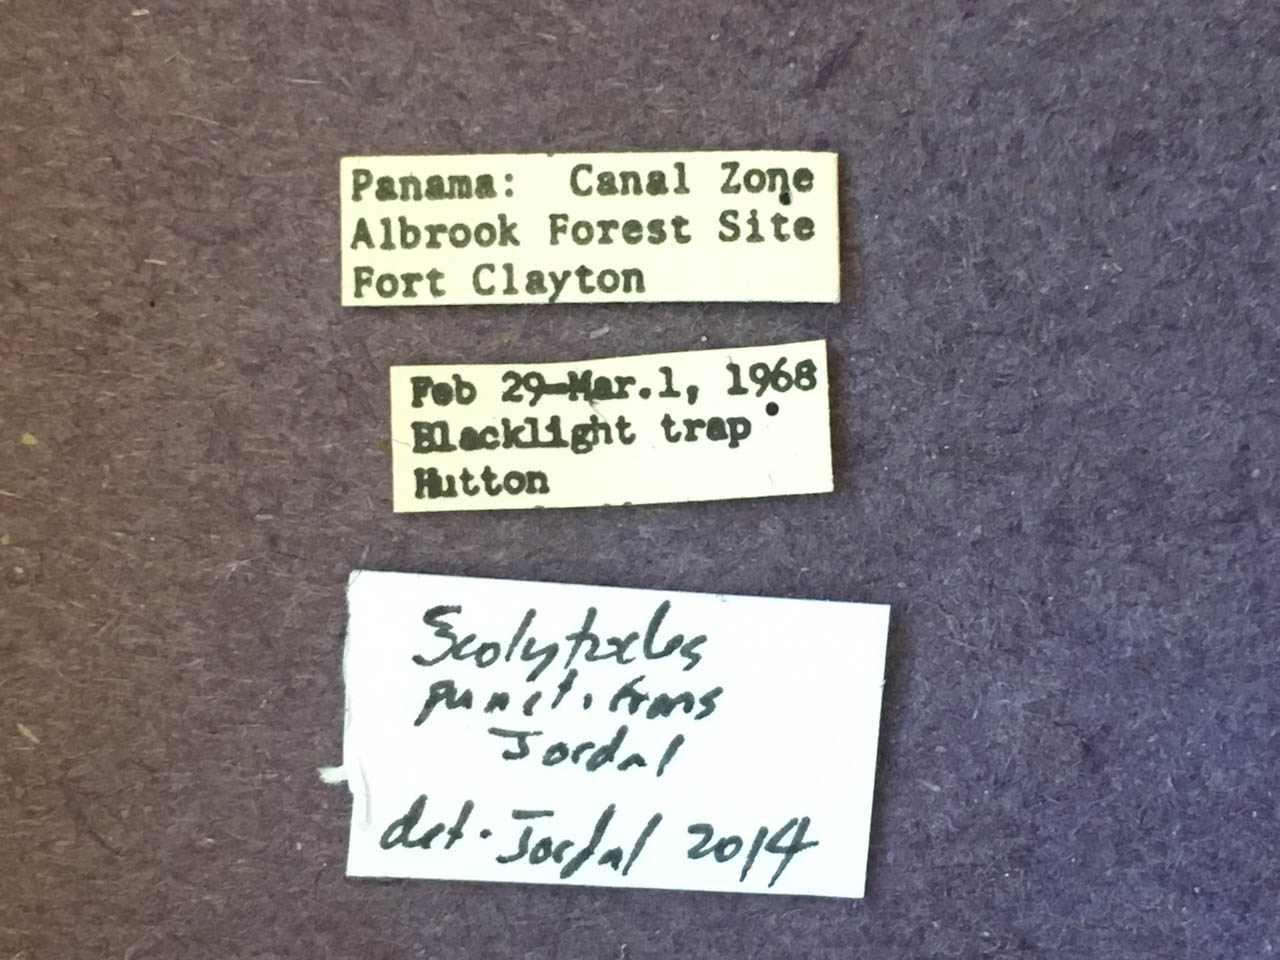 Panama: Canal Zone
Albrook Forest Site
Fort Clayton
Feb 29-Mar.1, 1968
Blacklight trap
Hutton
Scolytodes
punctifrons
Jordal
det. Jordal 2014